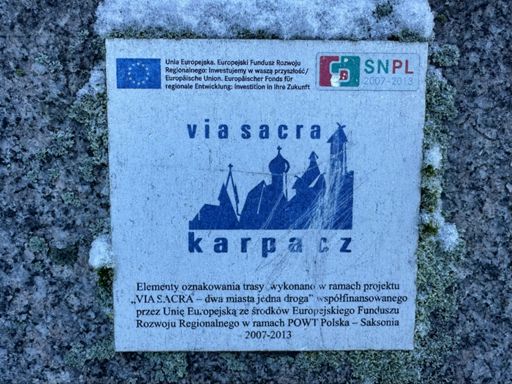 Unia Europejska. Europejski Fundusz Rozwoju
Regionalnego: Inwestujemy w waszą przyszłość/
Europäische Union. Europäischer Fonds für
regionale Entwicklung: Investition in Ihre Zukunft
SNPL
2007-2013
via sacra
karpacz
Elementy oznakowania trasy wykonano w ramach projektu
„VIA SACRA – dwa miasta jedna droga” współfinansowanego
przez Unię Europejską ze środków Europejskiego Funduszu
Rozwoju Regionalnego w ramach POWT Polska – Saksonia
2007-2013